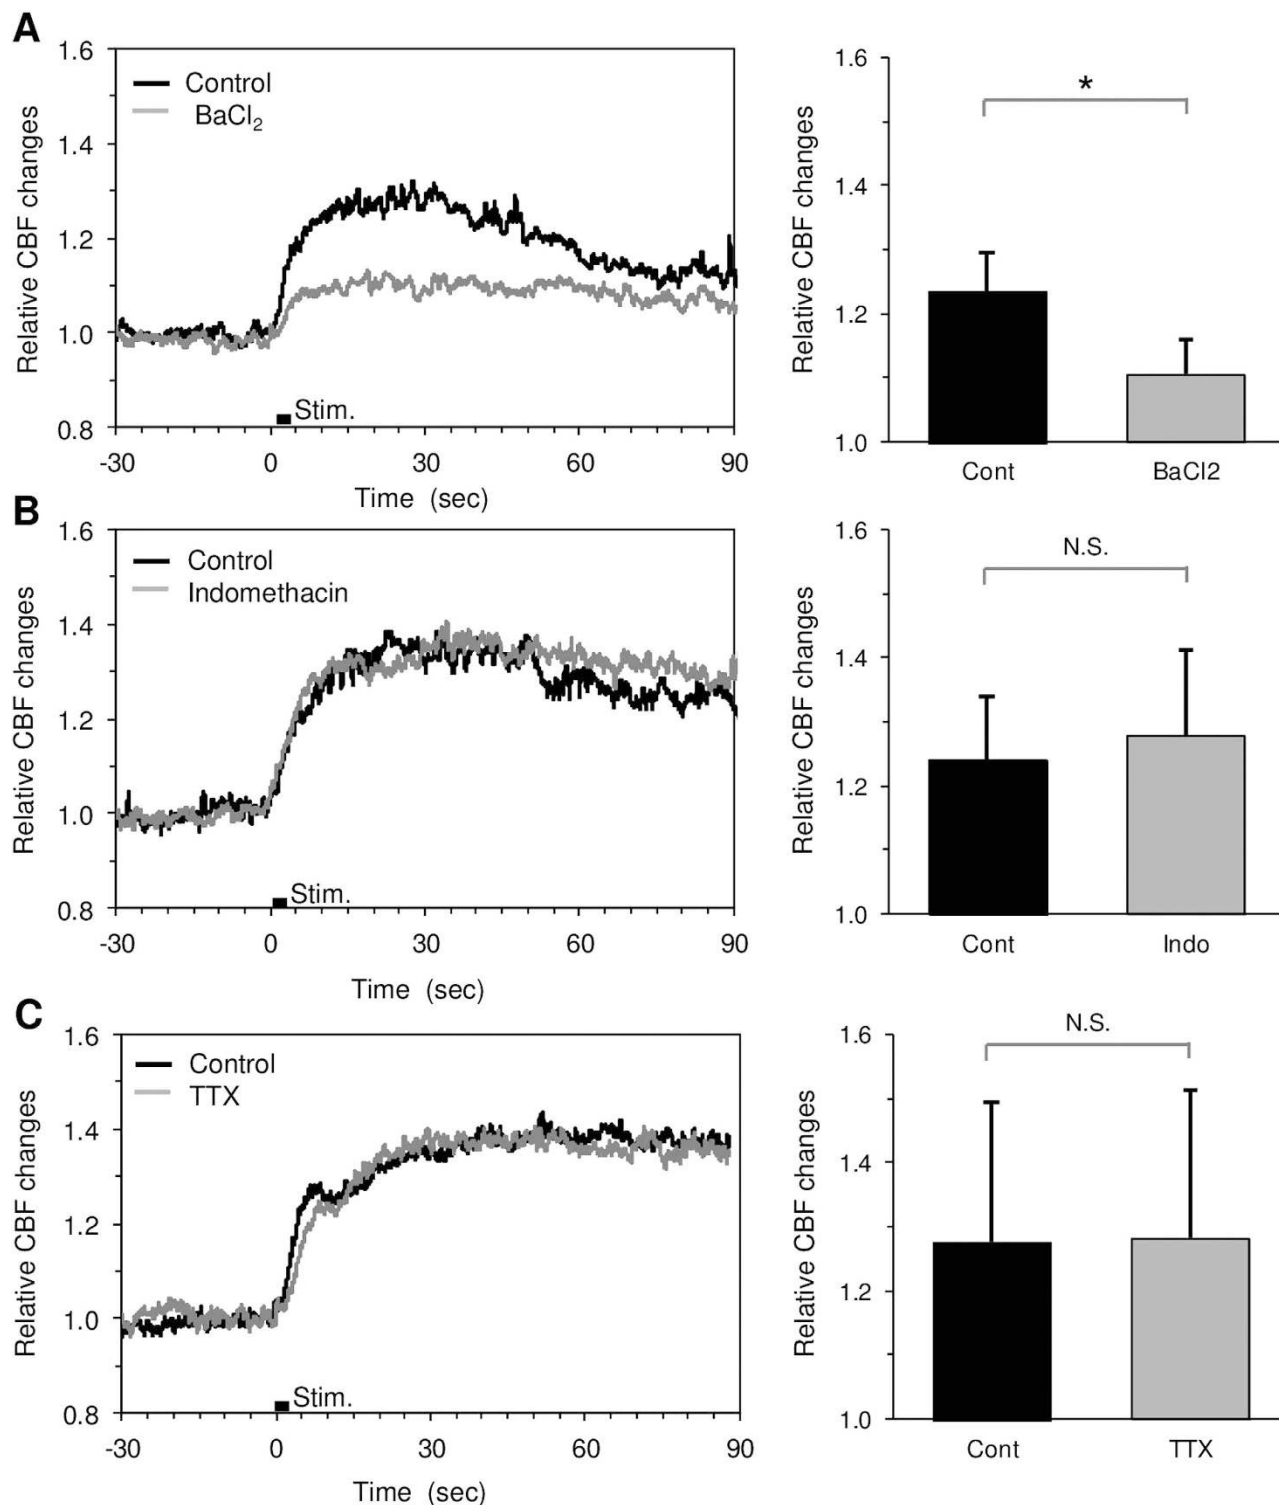 A
1.6
1.4
1.2
1.0
0.8
Relative CBF changes
Control
BaCl₂
Stim.
-30 0 30 60 90
Time (sec)
1.6
1.4
1.2
1.0
Relative CBF changes
*
Cont BaCl2
B
1.6
1.4
1.2
1.0
0.8
Relative CBF changes
Control
Indomethacin
Stim.
-30 0 30 60 90
Time (sec)
1.6
1.4
1.2
1.0
Relative CBF changes
N.S.
Cont Indo
C
1.6
1.4
1.2
1.0
0.8
Relative CBF changes
Control
TTX
Stim.
-30 0 30 60 90
Time (sec)
1.6
1.4
1.2
1.0
Relative CBF changes
N.S.
Cont TTX